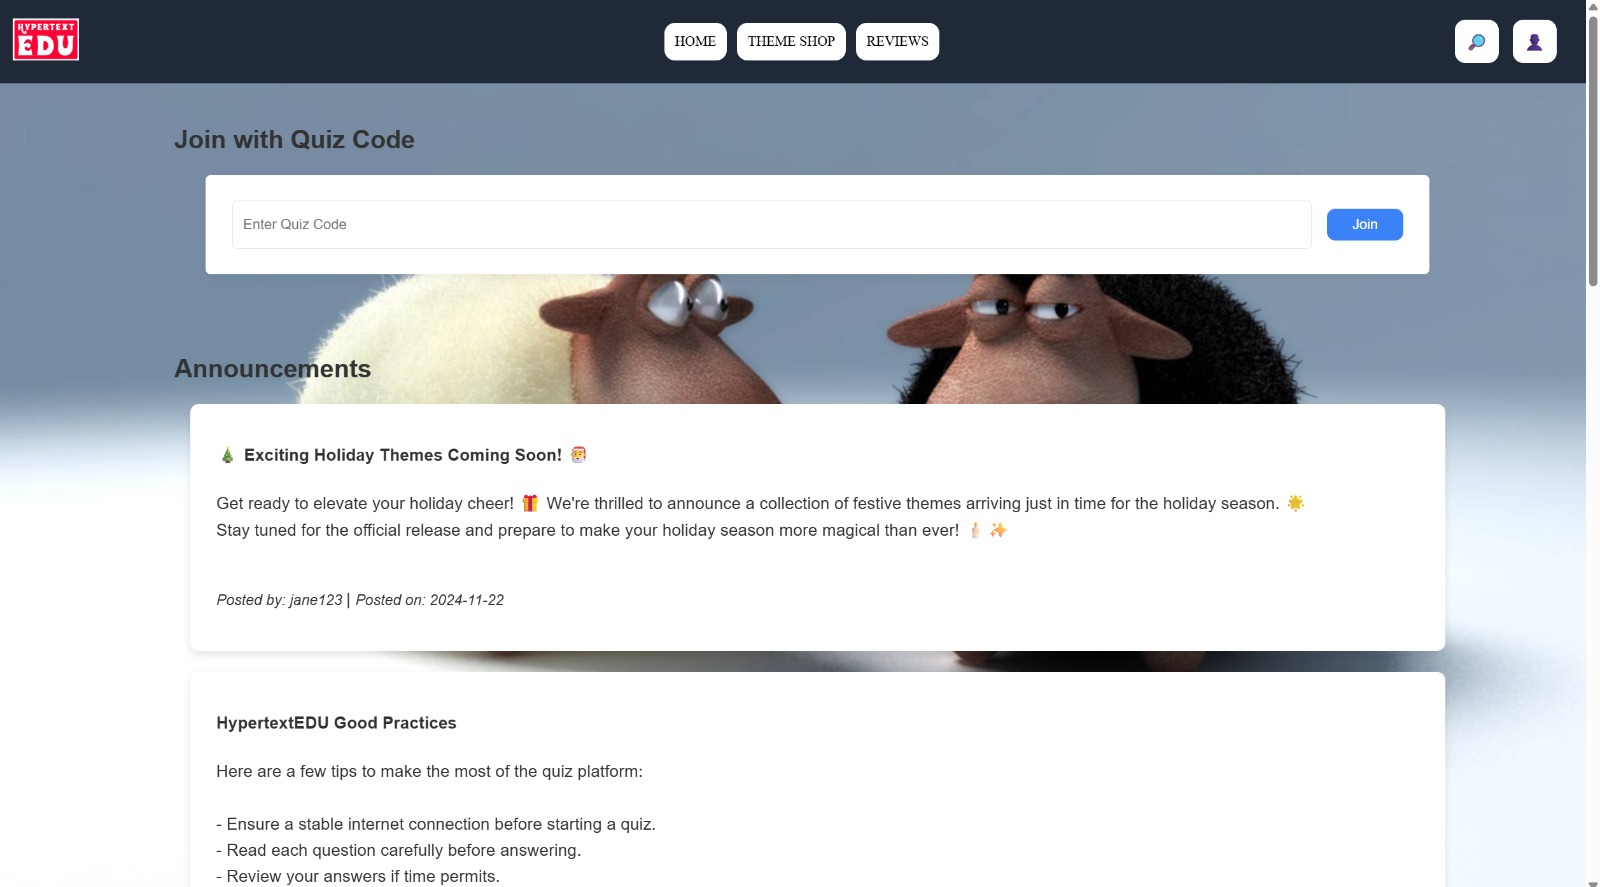 HYPERTEXT
EDU
HOME
THEME SHOP
REVIEWS
Join with Quiz Code
Enter Quiz Code
Join
Announcements
🎄 Exciting Holiday Themes Coming Soon! 🎅
Get ready to elevate your holiday cheer! 🎁 We're thrilled to announce a collection of festive themes arriving just in time for the holiday season. 🌟
Stay tuned for the official release and prepare to make your holiday season more magical than ever! 🕯️ ✨
Posted by: jane123 | Posted on: 2024-11-22
HypertextEDU Good Practices
Here are a few tips to make the most of the quiz platform:
- Ensure a stable internet connection before starting a quiz.
- Read each question carefully before answering.
- Review your answers if time permits.